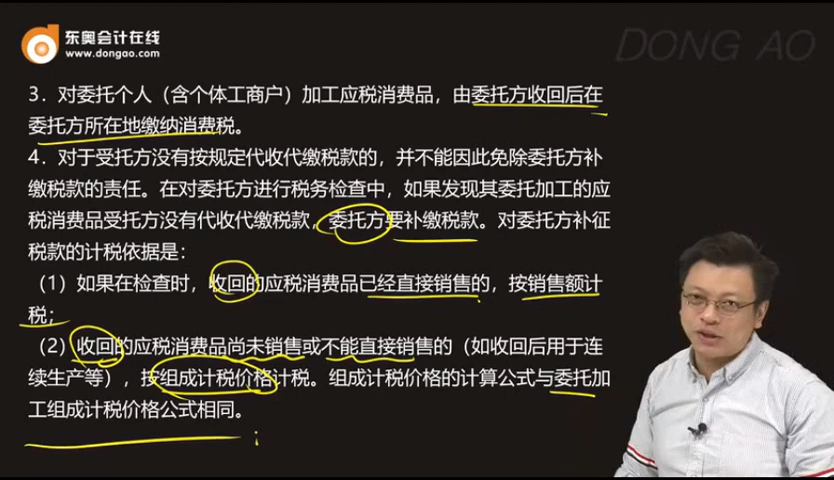 东奥会计在线
www.dongao.com
DONG AO
3．对委托个人（含个体工商户）加工应税消费品，由委托方收回后在
委托方所在地缴纳消费税。
4．对于受托方没有按规定代收代缴税款的，并不能因此免除委托方补
缴税款的责任。在对委托方进行税务检查中，如果发现其委托加工的应
税消费品受托方没有代收代缴税款，委托方要补缴税款。对委托方补征
税款的计税依据是：
（1）如果在检查时，收回的应税消费品已经直接销售的，按销售额计
税；
（2）收回的应税消费品尚未销售或不能直接销售的（如收回后用于连
续生产等），按组成计税价格计税。组成计税价格的计算公式与委托加
工组成计税价格公式相同。